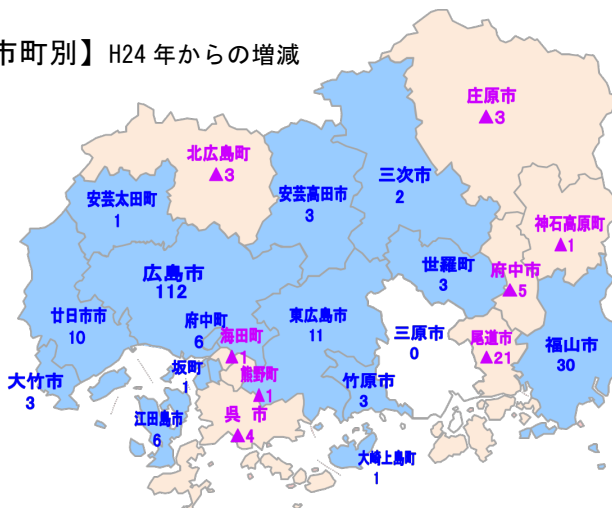 市町別】H24年からの増減
庄原市
▲3
北広島町
▲3
三次市
2
安芸太田町
1
安芸高田市
3
神石高原町
▲1
広島市
112
世羅町
3
府中市
▲5
廿日市市
10
府中町
6
東広島市
11
海田町
▲1
三原市
0
尾道市
▲21
福山市
30
坂町
1
熊野町
▲1
大竹市
3
竹原市
3
江田島市
6
呉 市
▲4
大崎上島町
1